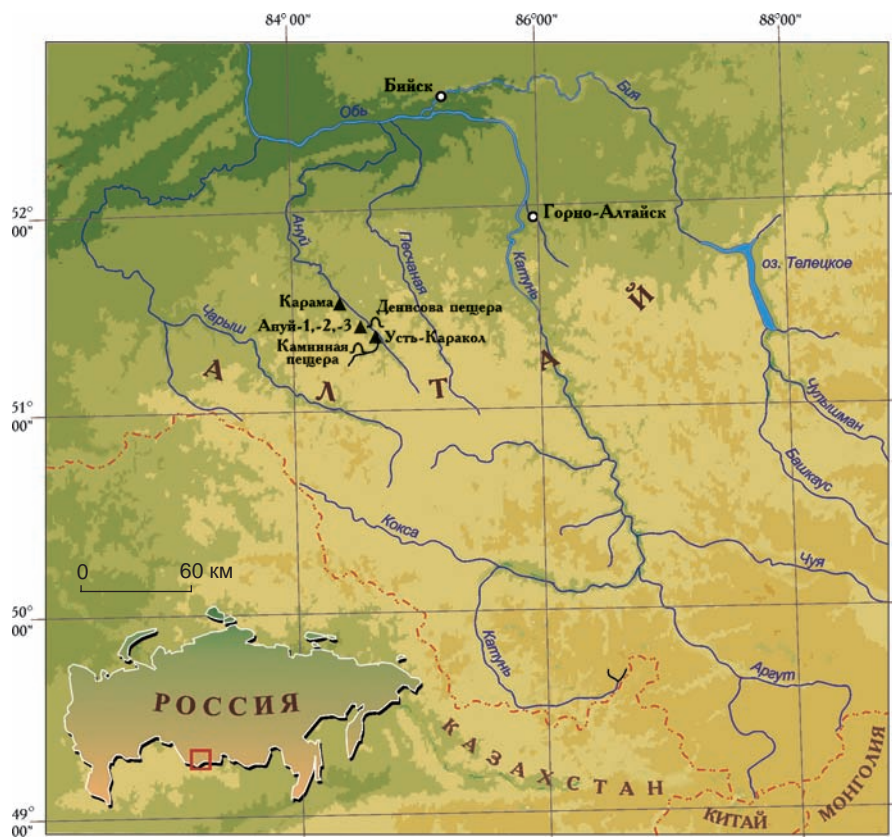 84°00" 86°00" 88°00"
Бийск
Бия
Обь
52°
00"
Горно-Алтайск
Ануй
Песчаная
Катунь
оз. Телецкое
Карама
Денисова пещера
Чарыш
Ануй-1,-2,-3
Усть-Каракол
Каминная
пещера
АЛТАЙ
51°
00"
Чулышман
Башкаус
Кокса
Чуя
0 60 км
50°
00"
Катунь
Аргут
РОССИЯ
КАЗАХСТАН
МОНГОЛИЯ
КИТАЙ
49°
00"